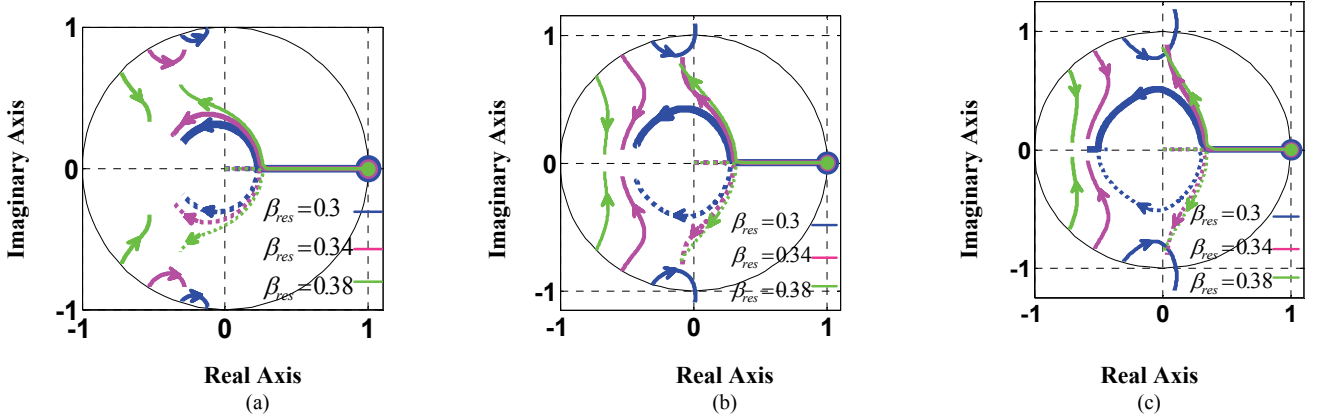 1
0
-1
-1
0
1
Imaginary Axis
β_res=0.3
β_res=0.34
β_res=0.38
Real Axis
(a)
1
0
-1
-1
0
1
Imaginary Axis
β_res=0.3
β_res=0.34
β_res=0.38
Real Axis
(b)
1
0
-1
-1
0
1
Imaginary Axis
β_res=0.3
β_res=0.34
β_res=0.38
Real Axis
(c)